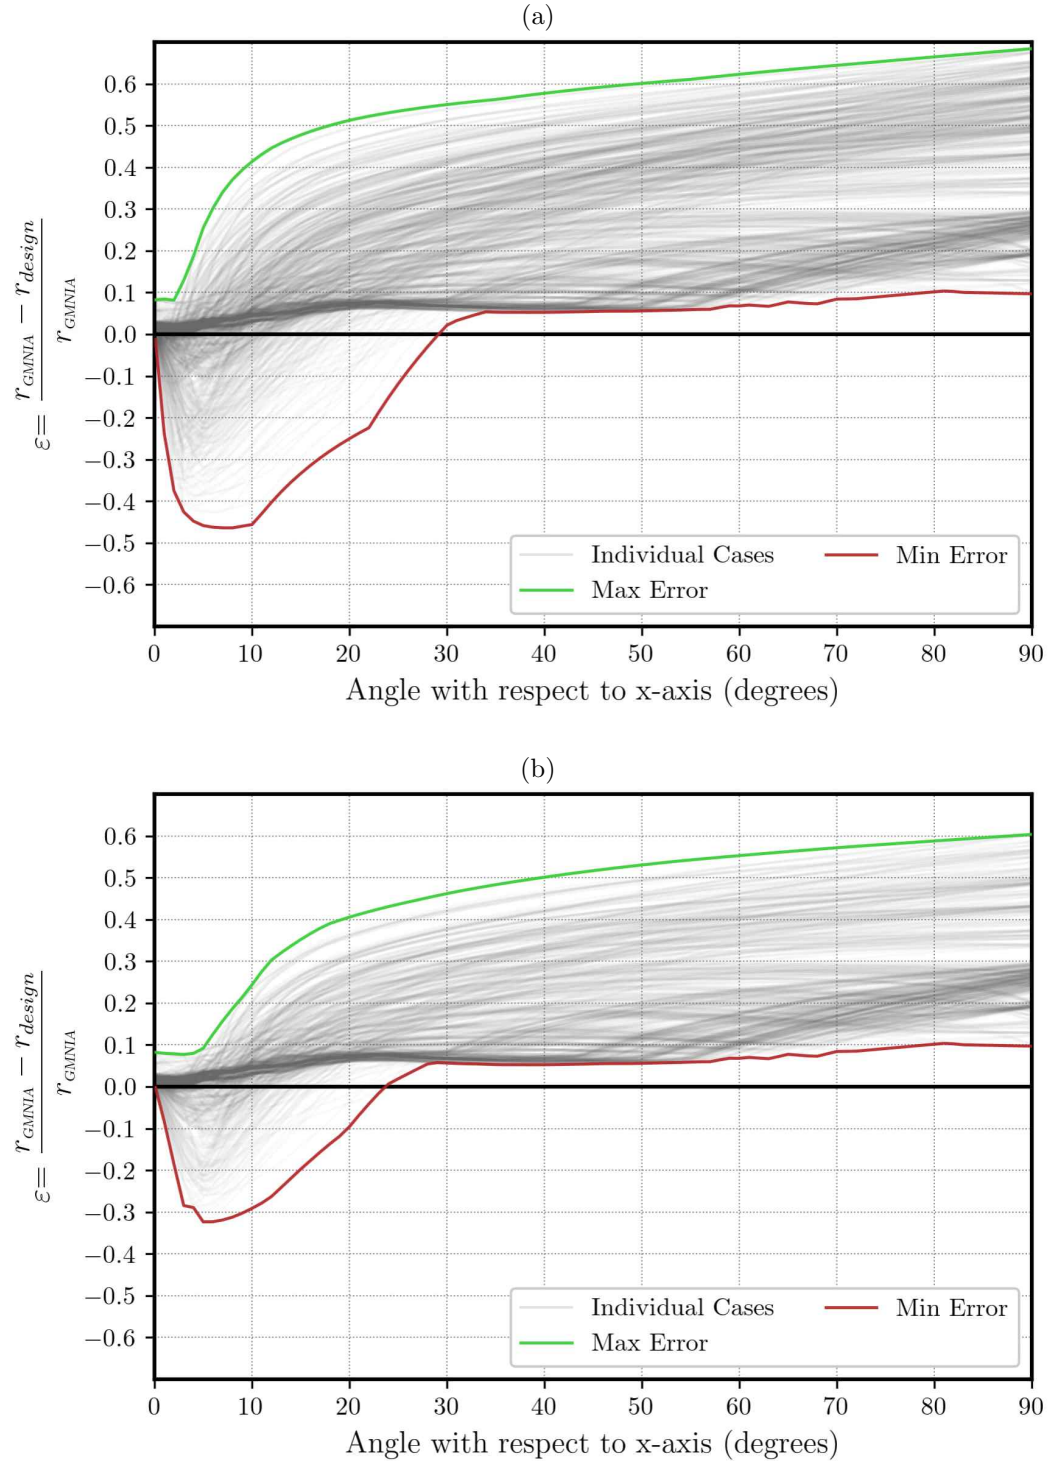 (a)
0.6
0.5
0.4
0.3
0.2
0.1
0.0
−0.1
−0.2
−0.3
−0.4
−0.5
−0.6
ε= r_GMNIA − r_design / r_GMNIA
Individual Cases
Max Error
Min Error
0 10 20 30 40 50 60 70 80 90
Angle with respect to x-axis (degrees)
(b)
0.6
0.5
0.4
0.3
0.2
0.1
0.0
−0.1
−0.2
−0.3
−0.4
−0.5
−0.6
ε= r_GMNIA − r_design / r_GMNIA
Individual Cases
Max Error
Min Error
0 10 20 30 40 50 60 70 80 90
Angle with respect to x-axis (degrees)